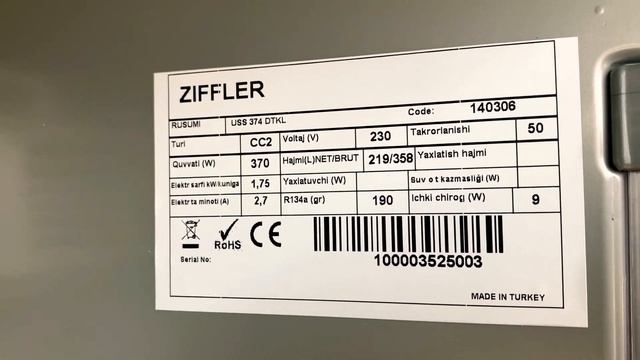 ZIFFLER
RUSUMI USS 374 DTKL Code: 140306
Turi CC2 Voltaj (V) 230 Takrorlanishi 50
Quvvati (W) 370 Hajmi(L)NET/BRUT 219/358 Yaxlatish hajmi
Elektr sarfi kW/kuniga 1,75 Yaxlatuvchi (W) Suv o t kazmasligi (W)
Elektr ta minoti (A) 2,7 R134a (gr) 190 Ichki chirog (W) 9
RoHS CE
Serial No: 100003525003
MADE IN TURKEY